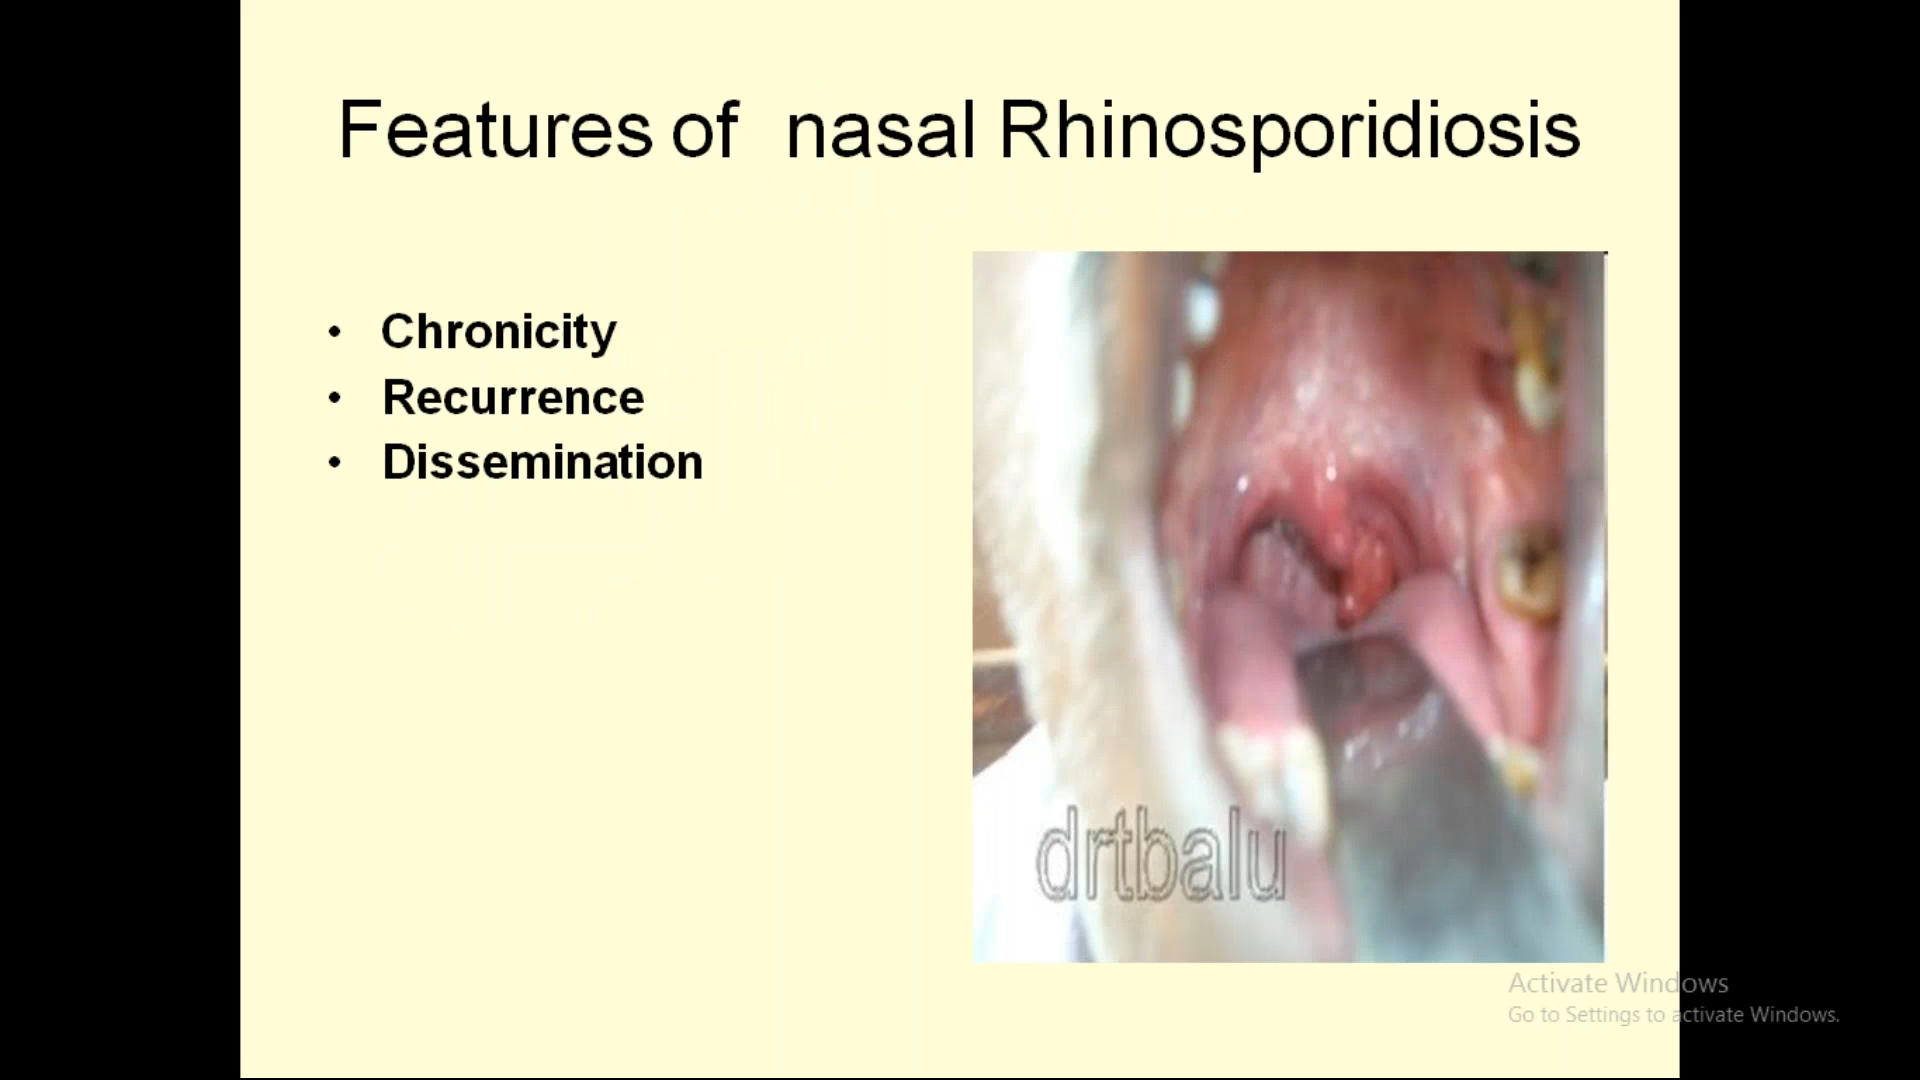 Features of  nasal Rhinosporidiosis
• Chronicity
• Recurrence
• Dissemination
drtbalu
Activate Windows
Go to Settings to activate Windows.